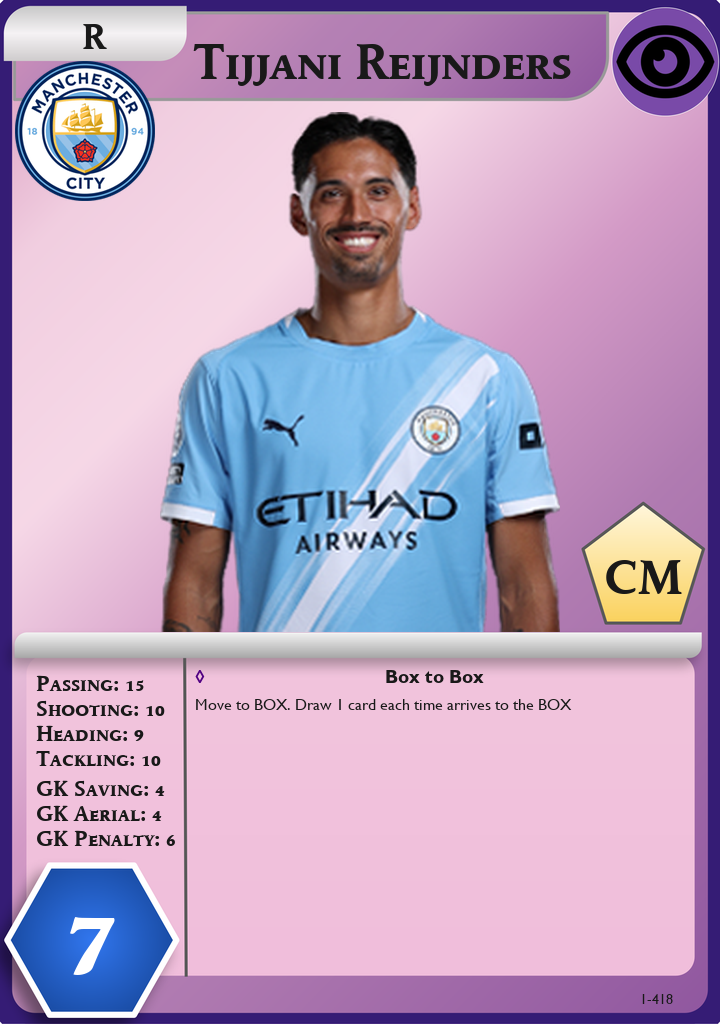 R
Tijjani Reijnders
MANCHESTER
18 94
CITY
ETIHAD
AIRWAYS
CM
Passing: 15
Shooting: 10
Heading: 9
Tackling: 10
GK Saving: 4
GK Aerial: 4
GK Penalty: 6
7
Box to Box
Move to BOX. Draw 1 card each time arrives to the BOX
1-418